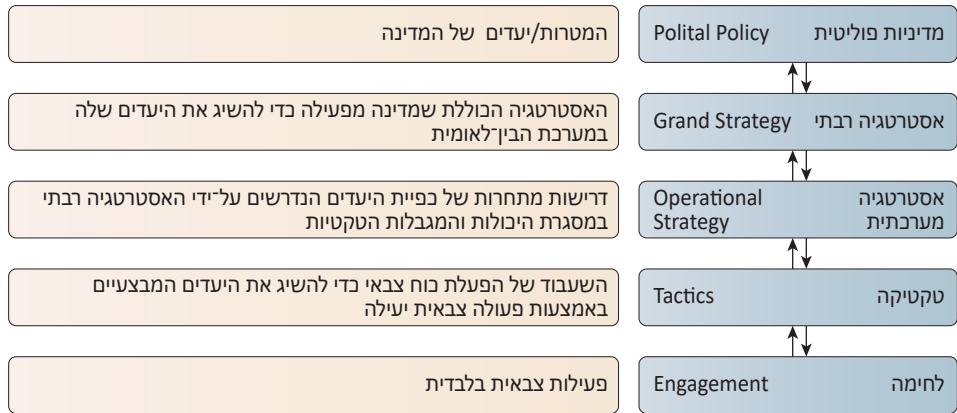 מדיניות פוליטית Polital Policy
המטרות/יעדים של המדינה
אסטרטגיה רבתי Grand Strategy
האסטרטגיה הכוללת שמדינה מפעילה כדי להשיג את היעדים שלה
במערכת הבין־לאומית
אסטרטגיה Operational
מערכתית Strategy
דרישות מתחרות של כפיית היעדים הנדרשים על־ידי האסטרטגיה רבתי
במסגרת היכולות והמגבלות הטקטיות
טקטיקה Tactics
השעבוד של הפעלת כוח צבאי כדי להשיג את היעדים המבצעיים
באמצעות פעולה צבאית יעילה
לחימה Engagement
פעילות צבאית בלבדית